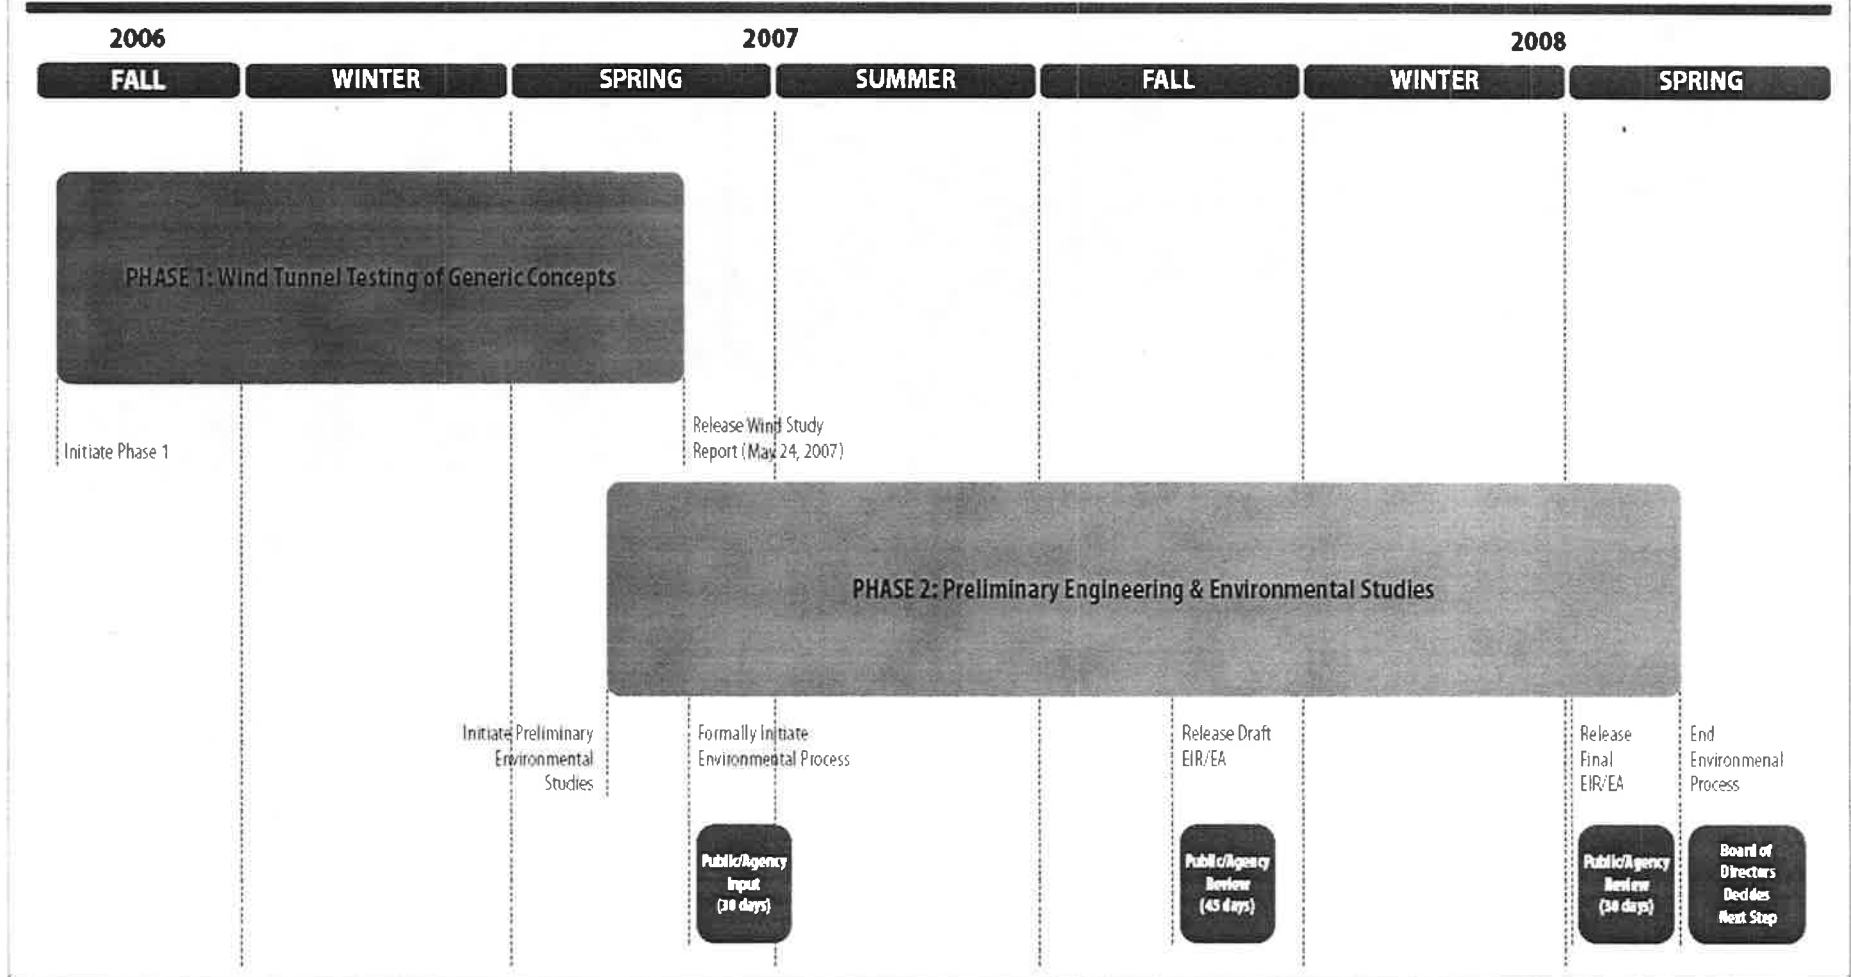 2006 2007 2008
FALL WINTER SPRING SUMMER FALL WINTER SPRING
PHASE 1: Wind Tunnel Testing of Generic Concepts
Initiate Phase 1
Release Wind Study
Report (May 24, 2007)
PHASE 2: Preliminary Engineering & Environmental Studies
Initiate Preliminary
Environmental
Studies
Formally Initiate
Environmental Process
Release Draft
EIR/EA
Release
Final
EIR/EA
End
Environmenal
Process
Public/Agency
Input
(30 days)
Public/Agency
Review
(45 days)
Public/Agency
Review
(30 days)
Board of
Directors
Decides
Next Step